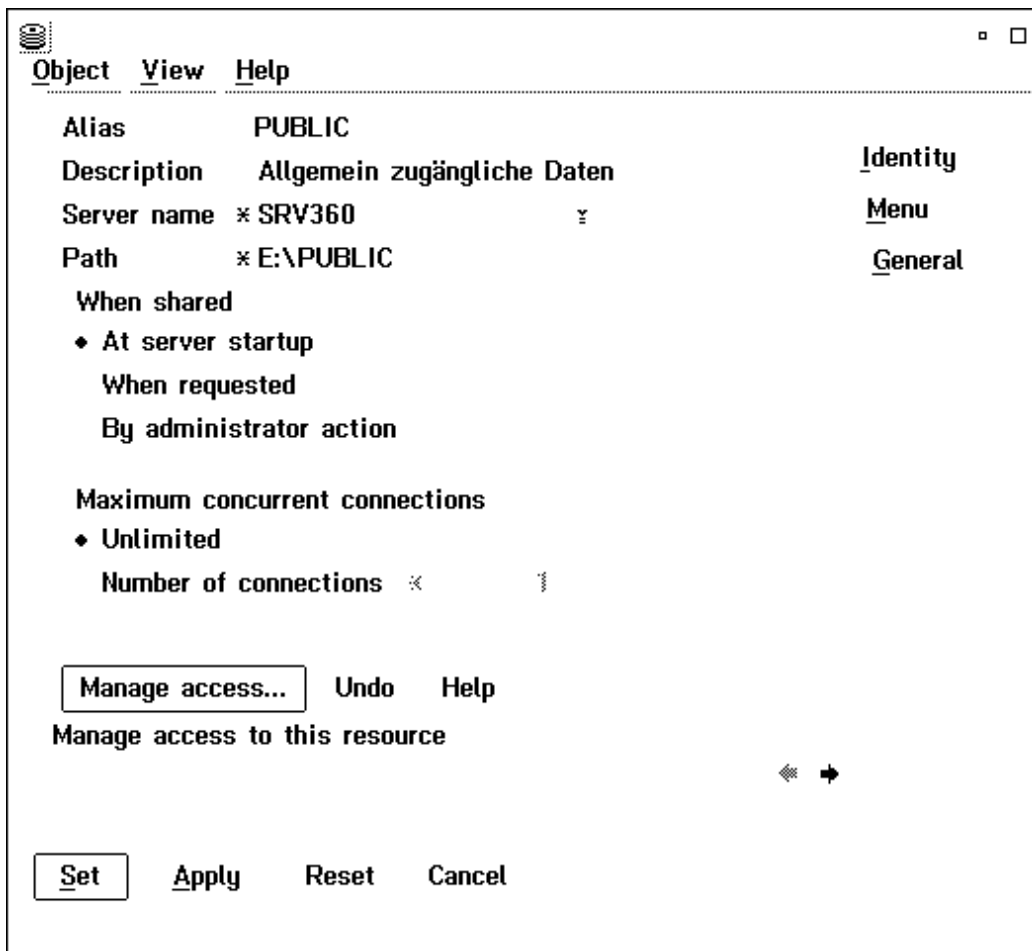 Object View Help
Alias PUBLIC
Description Allgemein zugängliche Daten
Identity
Server name * SRV360
Menu
Path * E:\PUBLIC
General
When shared
At server startup
When requested
By administrator action
Maximum concurrent connections
Unlimited
Number of connections
Manage access... Undo Help
Manage access to this resource
Set Apply Reset Cancel